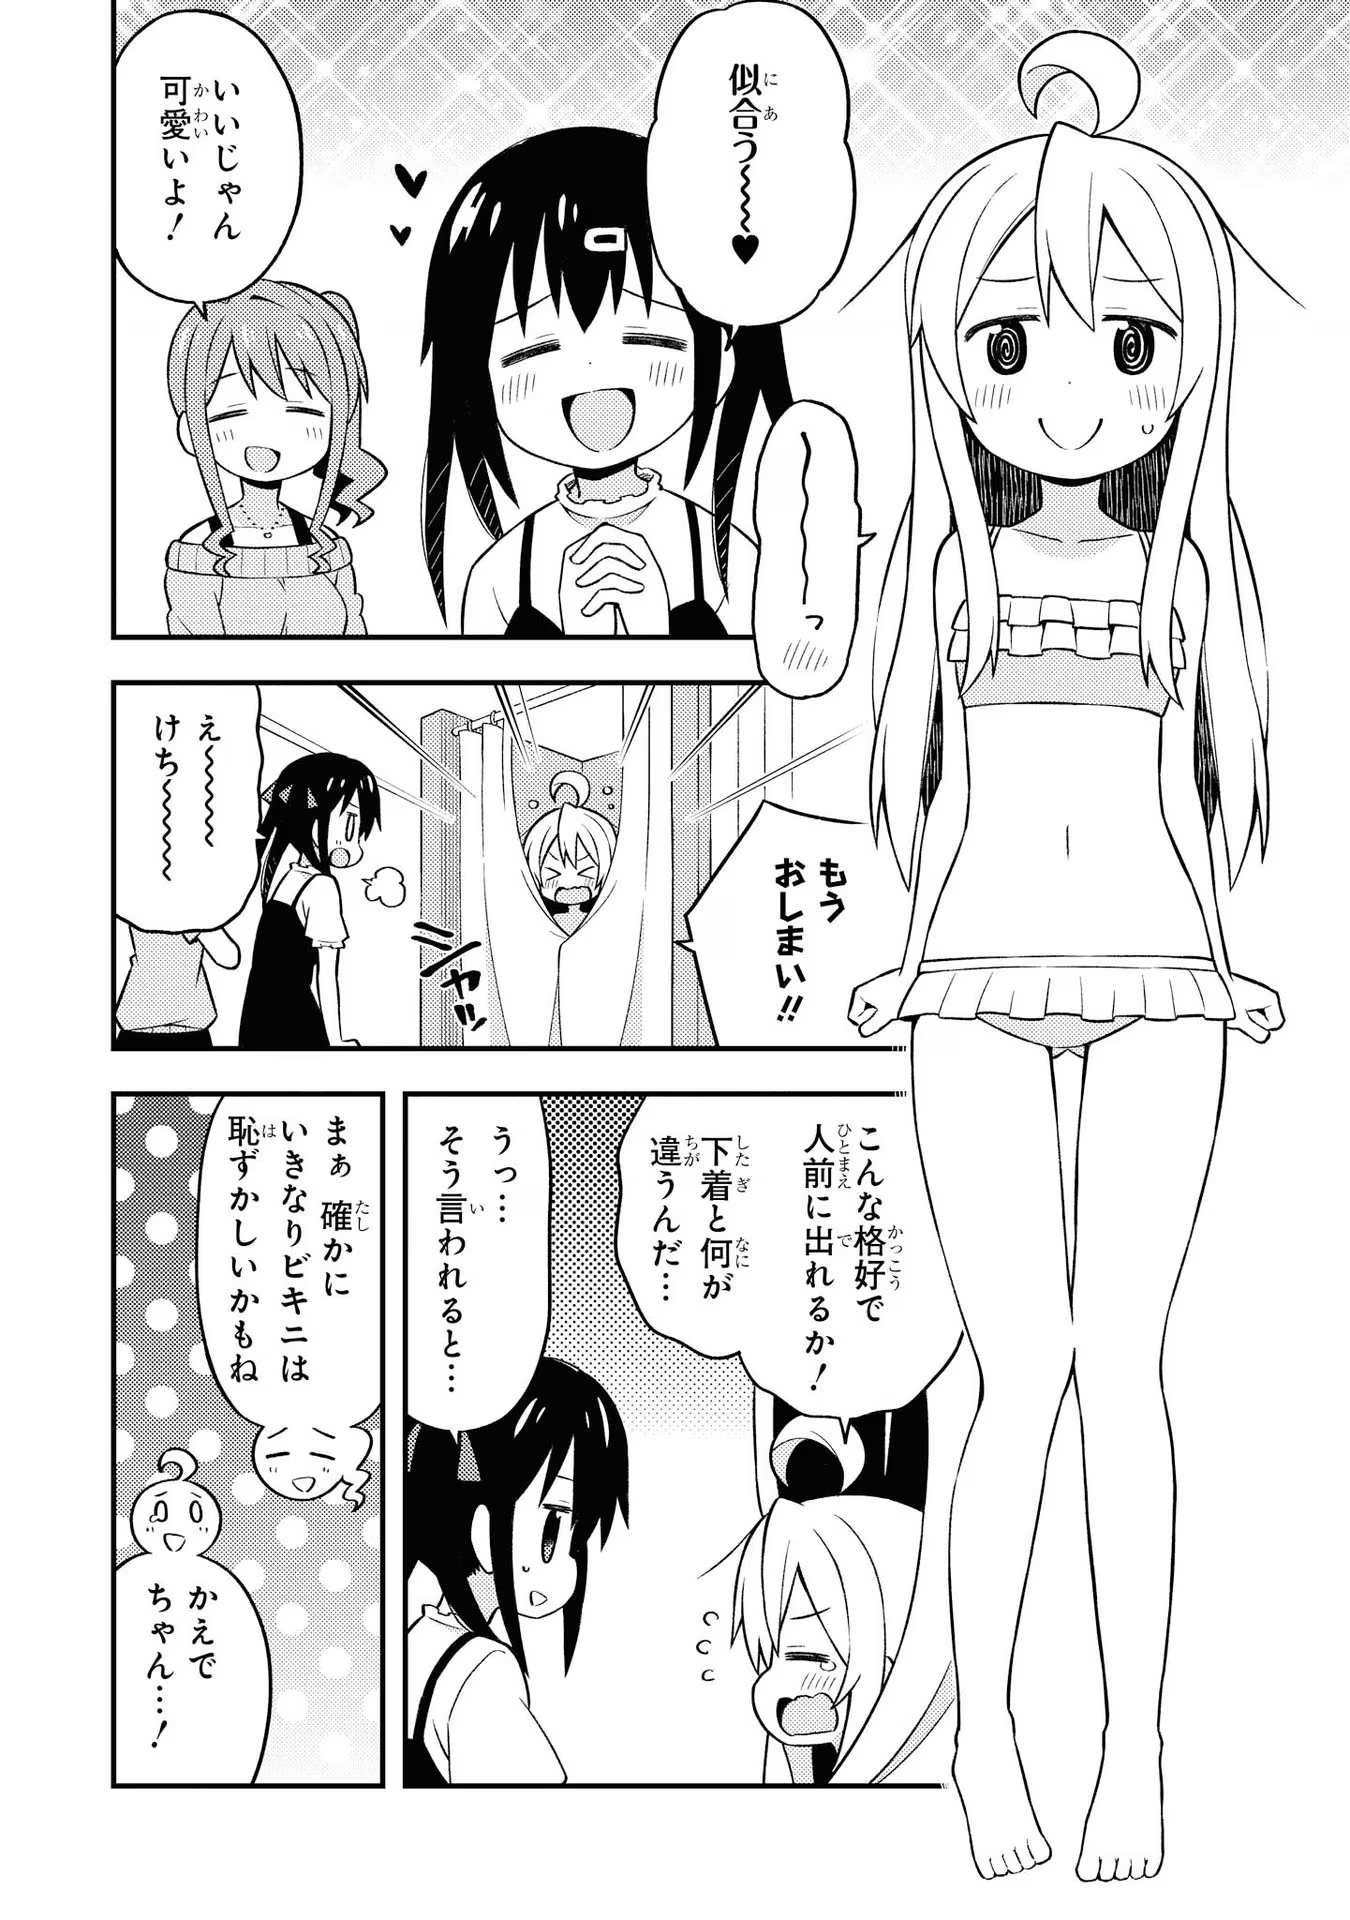 似合う〜〜〜♥
〜〜〜〜っ
いいじゃん
可愛いよ！
もう
おしまい!!
シャッ
え〜〜〜
けち〜〜〜
こんな格好で
人前に出れるか！
下着と何が
違うんだ…
うっ…
そう言われると…
まぁ 確かに
いきなりビキニは
恥ずかしいかもね
かえで
ちゃん…！